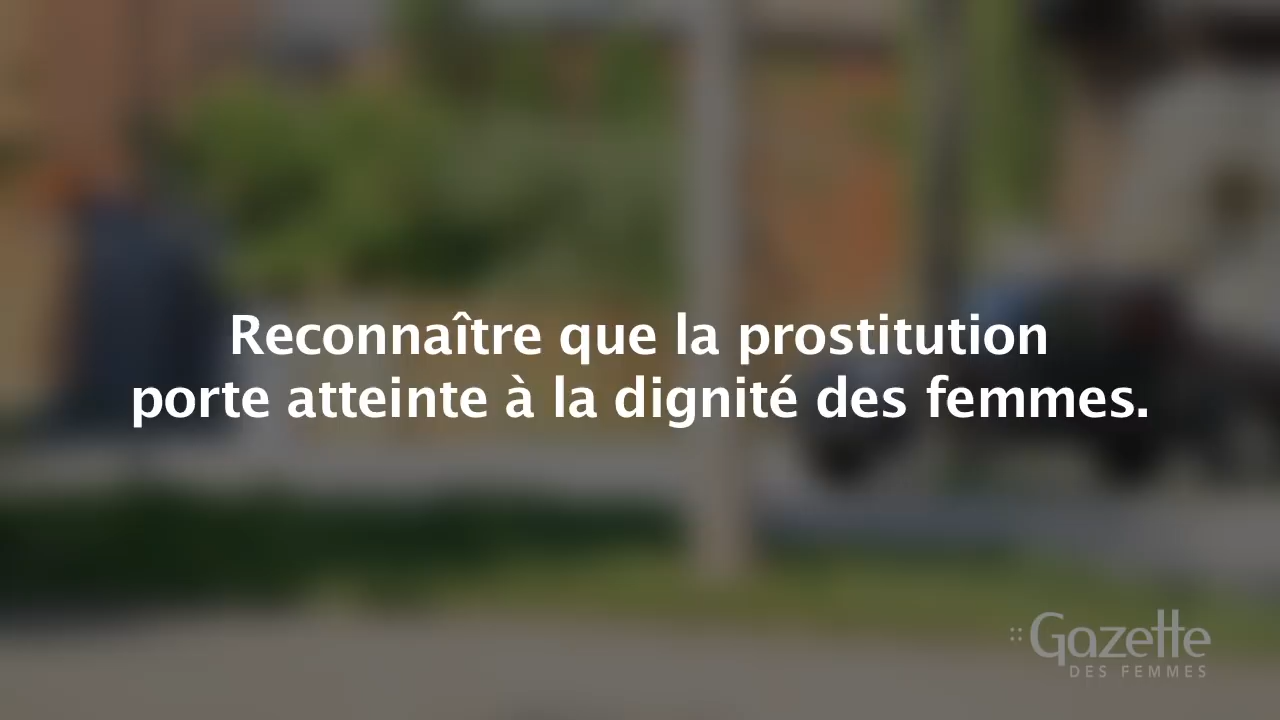 Reconnaître que la prostitution
porte atteinte à la dignité des femmes.
Gazette
DES FEMMES